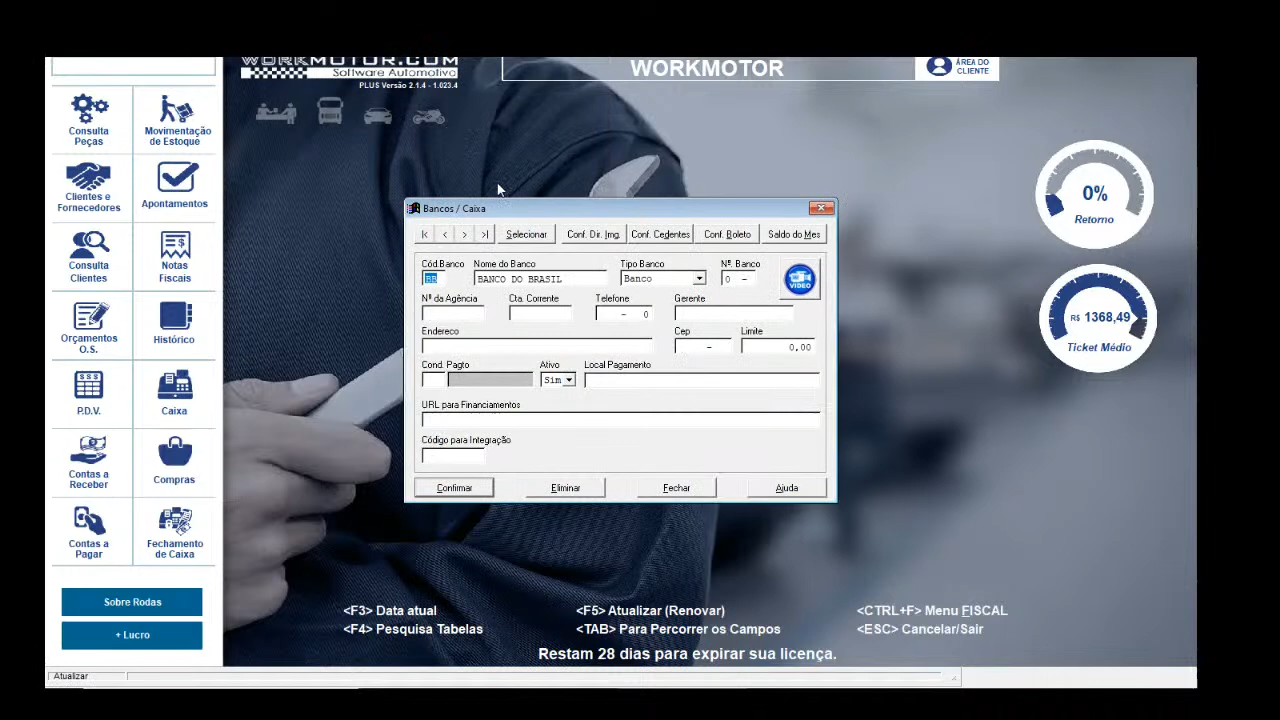 WORKMOTOR.COM
Software Automotivo
PLUS Versão 2.1.4 - 1.023.4
WORKMOTOR
ÁREA DO
CLIENTE
Consulta
Peças
Movimentação
de Estoque
Clientes e
Fornecedores
Apontamentos
Consulta
Clientes
Notas
Fiscais
Orçamentos
O.S.
Histórico
P.D.V.
Caixa
Contas a
Receber
Compras
Contas a
Pagar
Fechamento
de Caixa
Sobre Rodas
+ Lucro
0%
Retorno
R$ 1368,49
Ticket Médio
Bancos / Caixa
Selecionar
Conf. Dir. Img.
Conf. Cedentes
Conf. Boleto
Saldo do Mes
Cód.Banco
Nome do Banco
Tipo Banco
Nº. Banco
BB
BANCO DO BRASIL
Banco
0 -
VIDEO
Nº da Agência
Cta. Corrente
Telefone
Gerente
- 0
Endereco
Cep
Limite
-
0,00
Cond. Pagto
Ativo
Local Pagamento
Sim
URL para Financiamentos
Código para Integração
Confirmar
Eliminar
Fechar
Ajuda
<F3> Data atual
<F5> Atualizar (Renovar)
<CTRL+F> Menu FISCAL
<F4> Pesquisa Tabelas
<TAB> Para Percorrer os Campos
<ESC> Cancelar/Sair
Restam 28 dias para expirar sua licença.
Atualizar